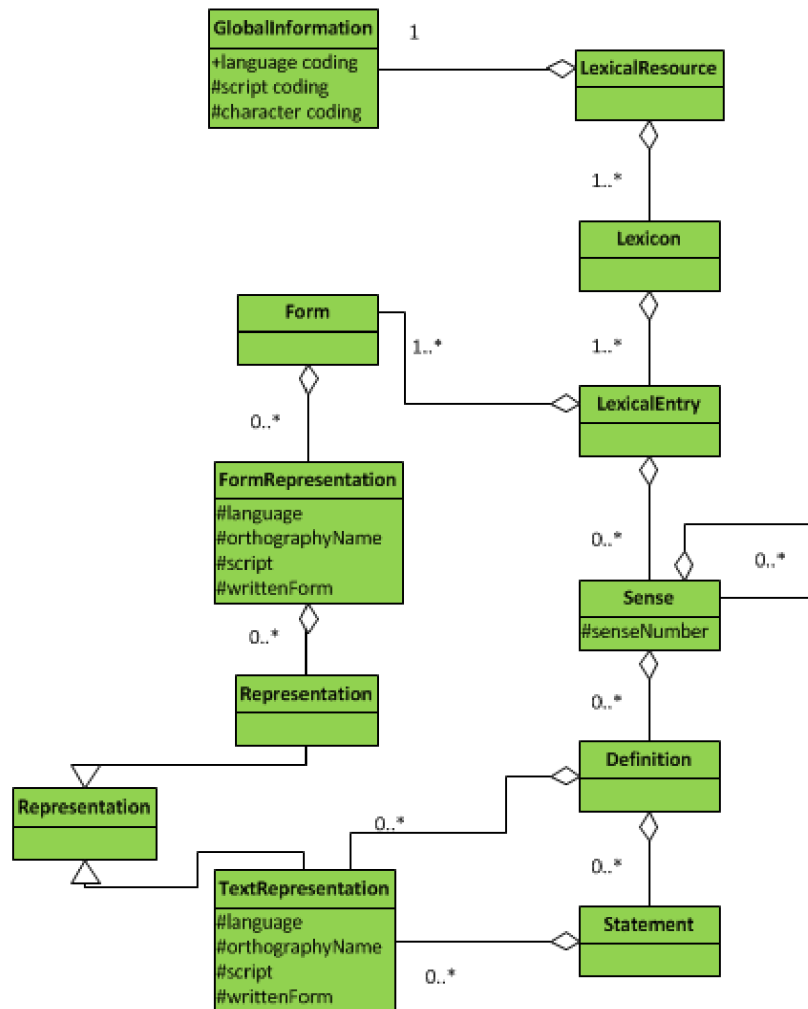 GlobalInformation
+language coding
#script coding
#character coding
1
LexicalResource
1..*
Lexicon
1..*
Form
1..*
LexicalEntry
0..*
FormRepresentation
#language
#orthographyName
#script
#writtenForm
0..*
0..*
Sense
#senseNumber
0..*
Representation
0..*
Definition
Representation
0..*
0..*
TextRepresentation
#language
#orthographyName
#script
#writtenForm
Statement
0..*